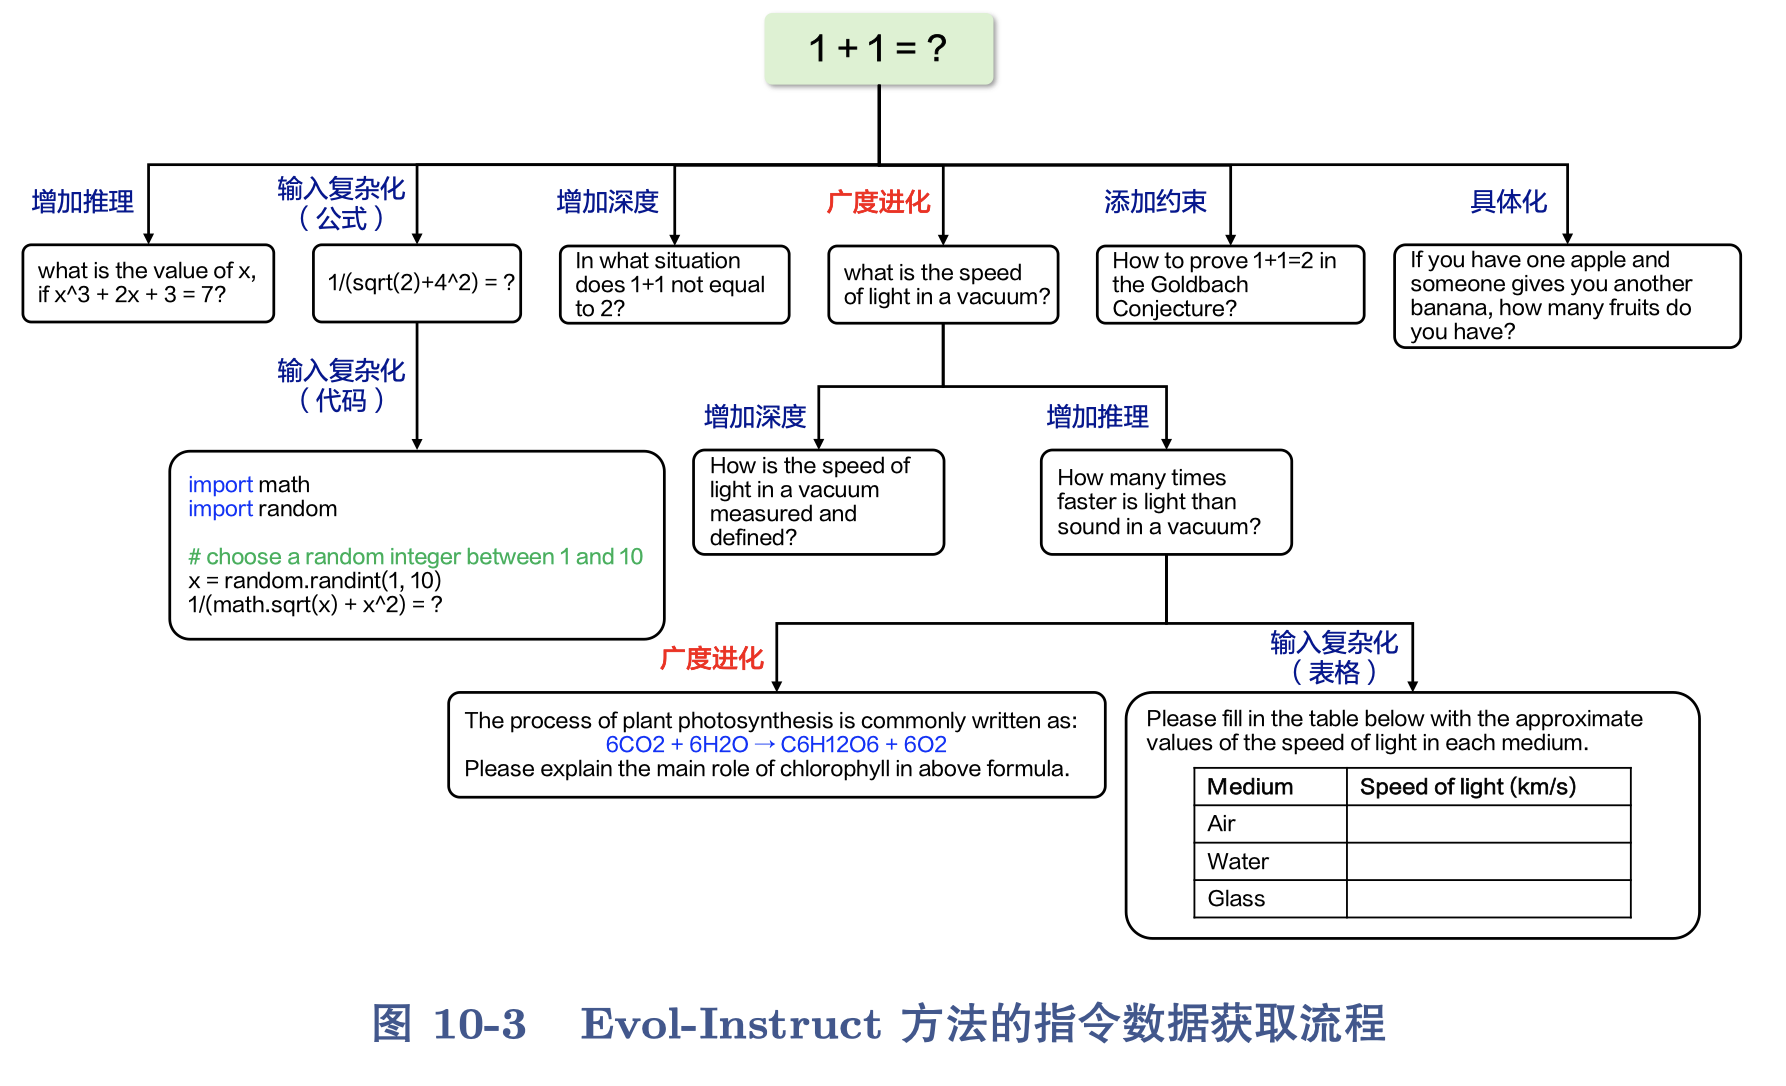 1 + 1 = ?
增加推理
what is the value of x,
if x^3 + 2x + 3 = 7?
输入复杂化
（公式）
1/(sqrt(2)+4^2) = ?
增加深度
In what situation
does 1+1 not equal
to 2?
广度进化
what is the speed
of light in a vacuum?
添加约束
How to prove 1+1=2 in
the Goldbach
Conjecture?
具体化
If you have one apple and
someone gives you another
banana, how many fruits do
you have?
输入复杂化
（代码）
import math
import random
# choose a random integer between 1 and 10
x = random.randint(1, 10)
1/(math.sqrt(x) + x^2) = ?
增加深度
How is the speed of
light in a vacuum
measured and
defined?
增加推理
How many times
faster is light than
sound in a vacuum?
广度进化
The process of plant photosynthesis is commonly written as:
6CO2 + 6H2O → C6H12O6 + 6O2
Please explain the main role of chlorophyll in above formula.
输入复杂化
（表格）
Please fill in the table below with the approximate
values of the speed of light in each medium.
Medium Speed of light (km/s)
Air
Water
Glass
图 10-3 Evol-Instruct 方法的指令数据获取流程